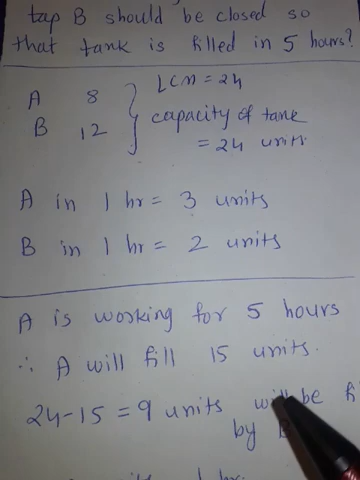 tap B should be closed so
that tank is filled in 5 hours?
A 8
B 12
LCM = 24
capacity of tank
= 24 units
A in 1 hr = 3 units
B in 1 hr = 2 units
A is working for 5 hours
∴ A will fill 15 units.
24-15 = 9 units will be
by